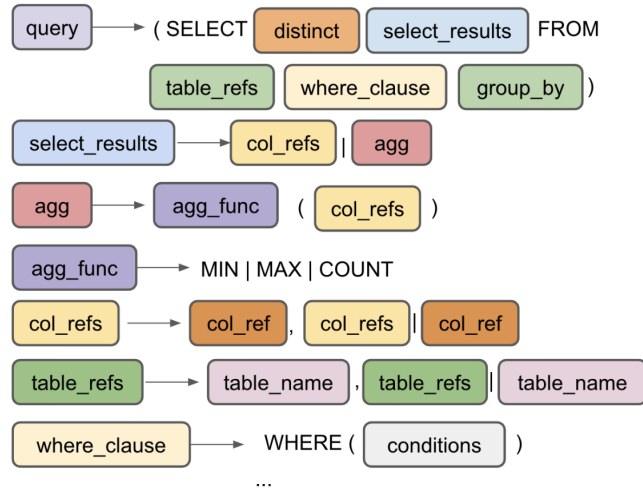 query ( SELECT distinct select_results FROM
table_refs where_clause group_by )
select_results col_refs | agg
agg agg_func ( col_refs )
agg_func MIN | MAX | COUNT
col_refs col_ref , col_refs | col_ref
table_refs table_name , table_refs | table_name
where_clause WHERE ( conditions )
...